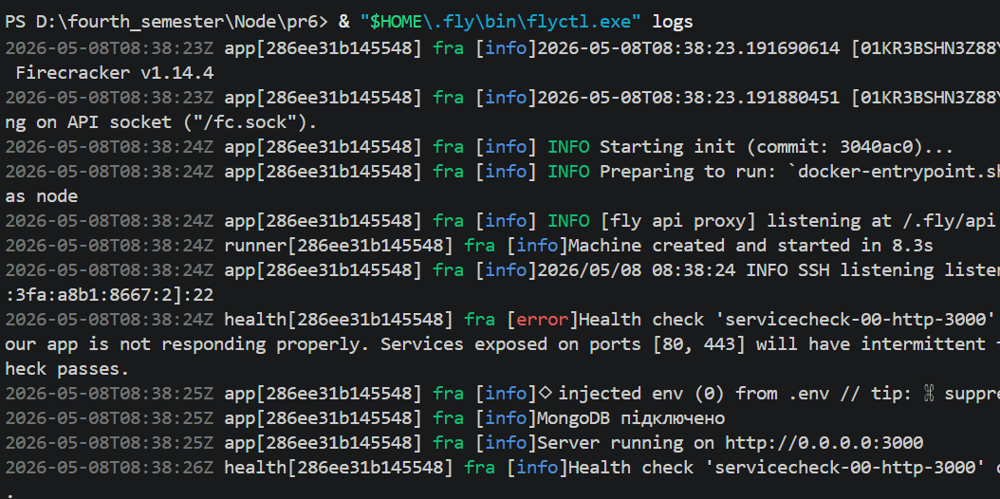 PS D:\fourth_semester\Node\pr6> & "$HOME\.fly\bin\flyctl.exe" logs
2026-05-08T08:38:23Z app[286ee31b145548] fra [info]2026-05-08T08:38:23.191690614 [01KR3BSHN3Z88Y
 Firecracker v1.14.4
2026-05-08T08:38:23Z app[286ee31b145548] fra [info]2026-05-08T08:38:23.191880451 [01KR3BSHN3Z88Y
ng on API socket ("/fc.sock").
2026-05-08T08:38:24Z app[286ee31b145548] fra [info] INFO Starting init (commit: 3040ac0)...
2026-05-08T08:38:24Z app[286ee31b145548] fra [info] INFO Preparing to run: `docker-entrypoint.sh
as node
2026-05-08T08:38:24Z app[286ee31b145548] fra [info] INFO [fly api proxy] listening at /.fly/api
2026-05-08T08:38:24Z runner[286ee31b145548] fra [info]Machine created and started in 8.3s
2026-05-08T08:38:24Z app[286ee31b145548] fra [info]2026/05/08 08:38:24 INFO SSH listening listen
:3fa:a8b1:8667:2]:22
2026-05-08T08:38:24Z health[286ee31b145548] fra [error]Health check 'servicecheck-00-http-3000'
our app is not responding properly. Services exposed on ports [80, 443] will have intermittent
heck passes.
2026-05-08T08:38:25Z app[286ee31b145548] fra [info]◇ injected env (0) from .env // tip: ⌘ suppre
2026-05-08T08:38:25Z app[286ee31b145548] fra [info]MongoDB підключено
2026-05-08T08:38:25Z app[286ee31b145548] fra [info]Server running on http://0.0.0.0:3000
2026-05-08T08:38:26Z health[286ee31b145548] fra [info]Health check 'servicecheck-00-http-3000'